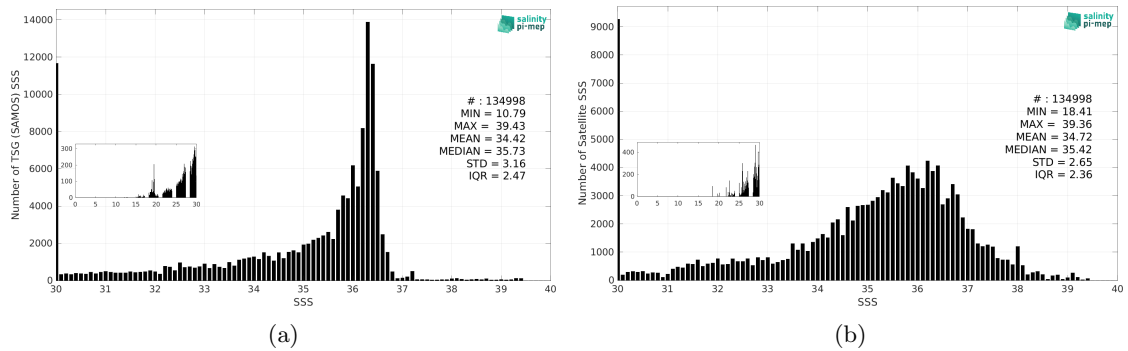 14000
12000
10000
8000
6000
4000
2000
0
Number of TSG (SAMOS) SSS
salinity
pi-mep
# : 134998
MIN = 10.79
MAX = 39.43
MEAN = 34.42
MEDIAN = 35.73
STD = 3.16
IQR = 2.47
300
200
100
0
0 5 10 15 20 25 30
30 31 32 33 34 35 36 37 38 39 40
SSS
(a)
9000
8000
7000
6000
5000
4000
3000
2000
1000
0
Number of Satellite SSS
salinity
pi-mep
# : 134998
MIN = 18.41
MAX = 39.36
MEAN = 34.72
MEDIAN = 35.42
STD = 2.65
IQR = 2.36
400
200
0
0 5 10 15 20 25 30
30 31 32 33 34 35 36 37 38 39 40
SSS
(b)